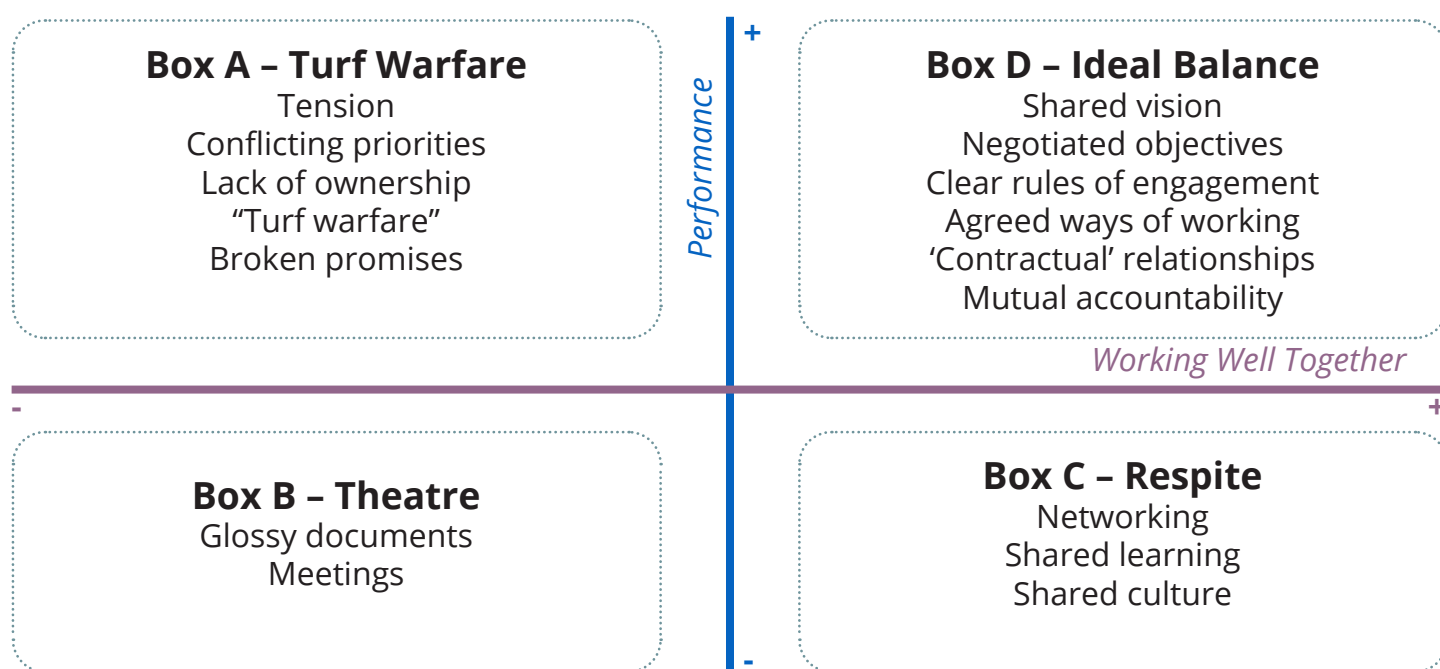 Box A – Turf Warfare
Tension
Conflicting priorities
Lack of ownership
“Turf warfare”
Broken promises
+
Performance
Box D – Ideal Balance
Shared vision
Negotiated objectives
Clear rules of engagement
Agreed ways of working
‘Contractual’ relationships
Mutual accountability
Working Well Together
-
+
Box B – Theatre
Glossy documents
Meetings
Box C – Respite
Networking
Shared learning
Shared culture
-